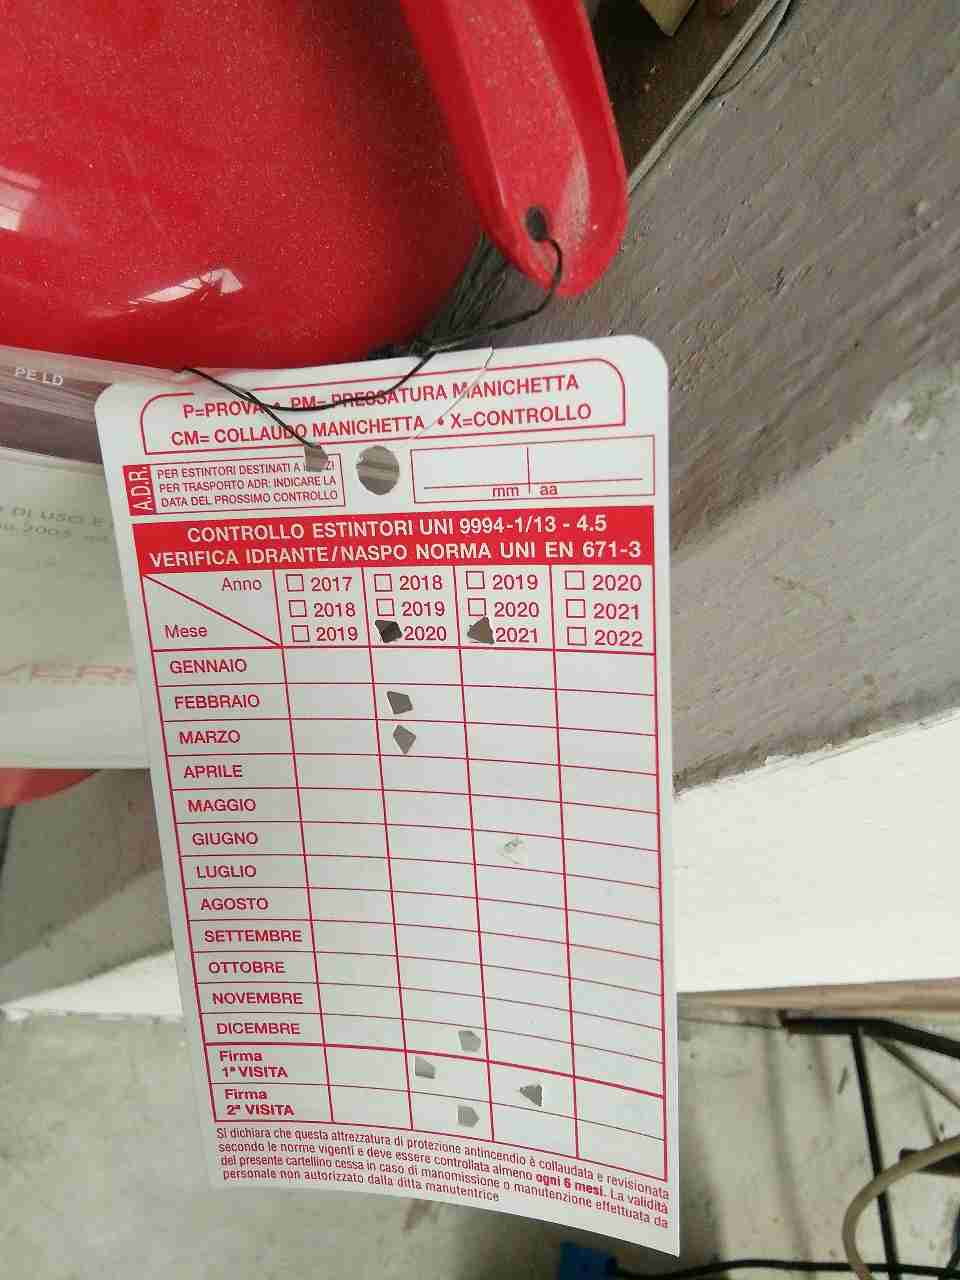 PE LD
P=PROVA • PM= PRESSATURA MANICHETTA
CM= COLLAUDO MANICHETTA • X=CONTROLLO
A.D.R.
PER ESTINTORI DESTINATI A
PER TRASPORTO ADR: INDICARE LA
DATA DEL PROSSIMO CONTROLLO
mm aa
CONTROLLO ESTINTORI UNI 9994-1/13 - 4.5
VERIFICA IDRANTE/NASPO NORMA UNI EN 671-3
Anno
Mese
2017 2018 2019 2020
2018 2019 2020 2021
2019 2020 2021 2022
GENNAIO
FEBBRAIO
MARZO
APRILE
MAGGIO
GIUGNO
LUGLIO
AGOSTO
SETTEMBRE
OTTOBRE
NOVEMBRE
DICEMBRE
Firma
1ª VISITA
Firma
2ª VISITA
Si dichiara che questa attrezzatura di protezione antincendio è collaudata e revisionata
secondo le norme vigenti e deve essere controllata almeno ogni 6 mesi. La validità
del presente cartellino cessa in caso di manomissione o manutenzione effettuata da
personale non autorizzato dalla ditta manutentrice